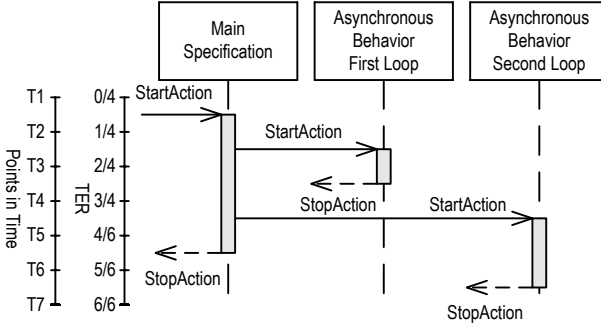 Main
Specification
Asynchronous
Behavior
First Loop
Asynchronous
Behavior
Second Loop
T1 0/4 StartAction
T2 1/4 StartAction
T3 2/4
T4 3/4 StopAction StartAction
T5 4/6
T6 5/6 StopAction
T7 6/6 StopAction
Points in Time
TER